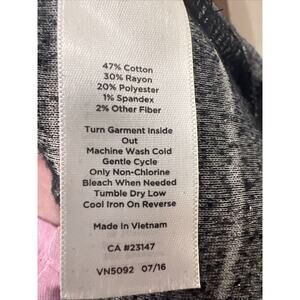 47% Cotton
30% Rayon
20% Polyester
1% Spandex
2% Other Fiber
Turn Garment Inside
Out
Machine Wash Cold
Gentle Cycle
Only Non-Chlorine
Bleach When Needed
Tumble Dry Low
Cool Iron On Reverse
Made in Vietnam
CA #23147
VN5092 07/16